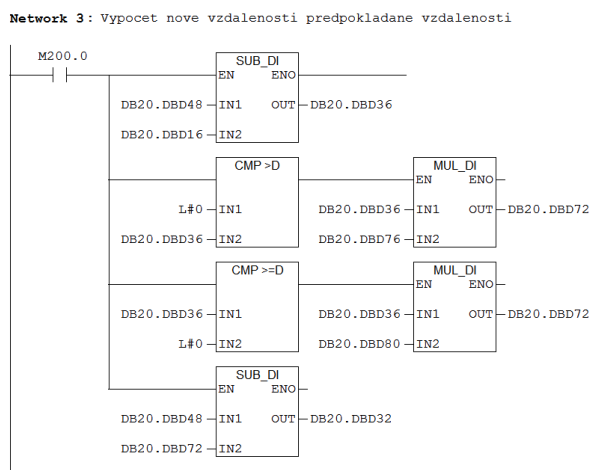 Network 3: Vypocet nove vzdalenosti predpokladane vzdalenosti
M200.0
SUB_DI
EN ENO
DB20.DBD48 IN1 OUT DB20.DBD36
DB20.DBD16 IN2
CMP >D MUL_DI
EN ENO
L#0 IN1 DB20.DBD36 IN1 OUT DB20.DBD72
DB20.DBD36 IN2 DB20.DBD76 IN2
CMP >=D MUL_DI
EN ENO
DB20.DBD36 IN1 DB20.DBD36 IN1 OUT DB20.DBD72
L#0 IN2 DB20.DBD80 IN2
SUB_DI
EN ENO
DB20.DBD48 IN1 OUT DB20.DBD32
DB20.DBD72 IN2